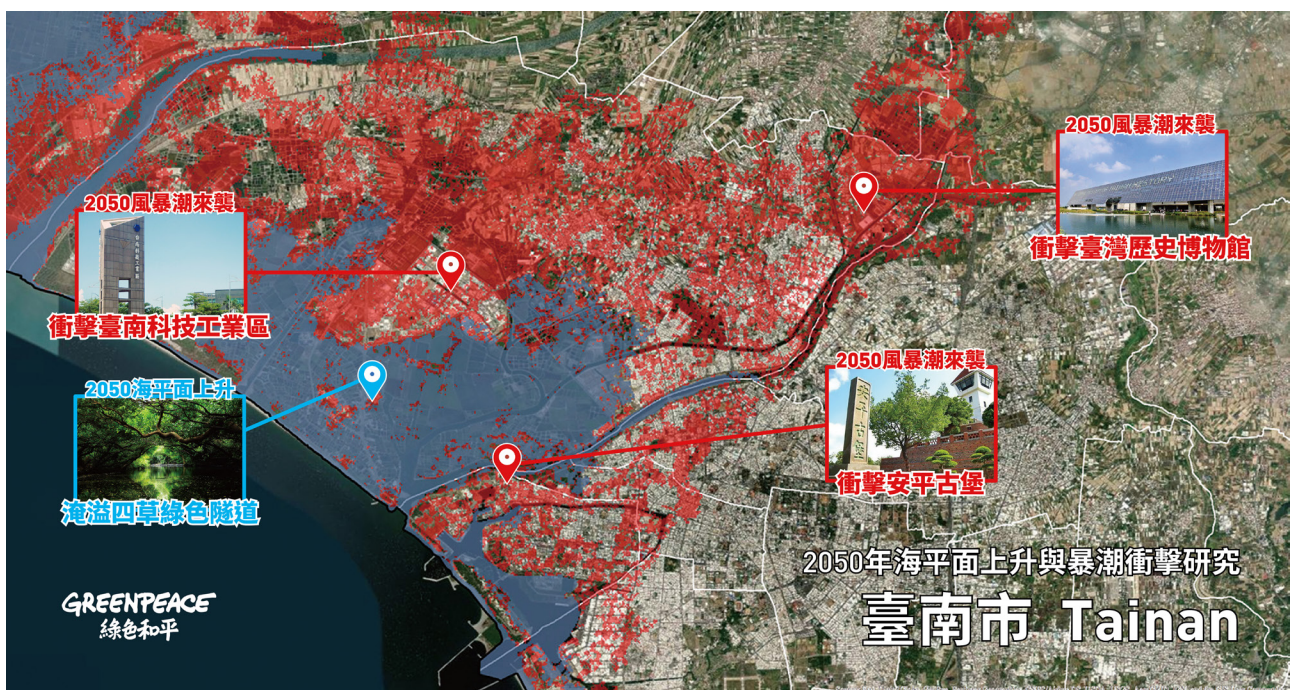 2050風暴潮來襲
衝擊臺灣歷史博物館
2050風暴潮來襲
衝擊臺南科技工業區
2050風暴潮來襲
安平古堡
衝擊安平古堡
2050海平面上升
淹溢四草綠色隧道
2050年海平面上升與暴潮衝擊研究
臺南市 Tainan
GREENPEACE
綠色和平